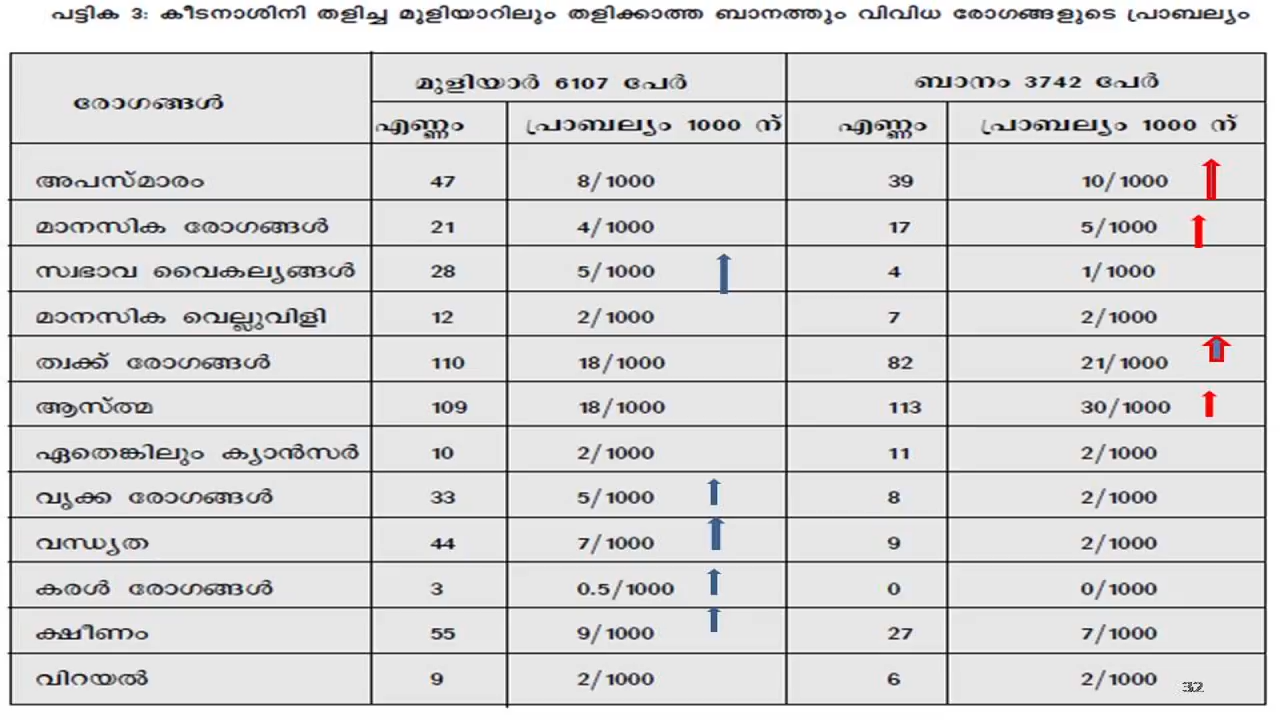 പട്ടിക 3: കീടനാശിനി തളിച്ച മുളിയാറിലും തളിക്കാത്ത ബാനത്തും വിവിധ രോഗങ്ങളുടെ പ്രാബല്യം
രോഗങ്ങൾ മുളിയാർ 6107 പേർ ബാനം 3742 പേർ
എണ്ണം പ്രാബല്യം 1000 ന് എണ്ണം പ്രാബല്യം 1000 ന്
അപസ്മാരം 47 8/1000 39 10/1000
മാനസിക രോഗങ്ങൾ 21 4/1000 17 5/1000
സ്വഭാവ വൈകല്യങ്ങൾ 28 5/1000 4 1/1000
മാനസിക വെല്ലുവിളി 12 2/1000 7 2/1000
ത്വക്ക് രോഗങ്ങൾ 110 18/1000 82 21/1000
ആസ്ത്മ 109 18/1000 113 30/1000
ഏതെങ്കിലും ക്യാൻസർ 10 2/1000 11 2/1000
വൃക്ക രോഗങ്ങൾ 33 5/1000 8 2/1000
വന്ധ്യത 44 7/1000 9 2/1000
കരൾ രോഗങ്ങൾ 3 0.5/1000 0 0/1000
ക്ഷീണം 55 9/1000 27 7/1000
വിറയൽ 9 2/1000 6 2/1000